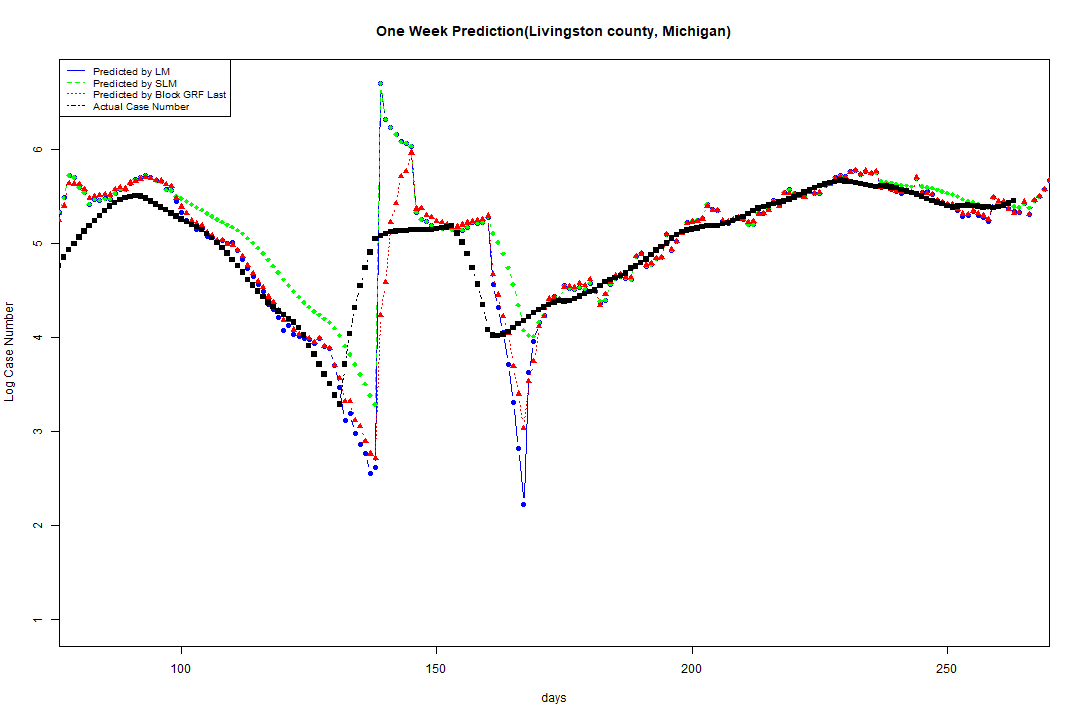 One Week Prediction(Livingston county, Michigan)
Predicted by LM
Predicted by SLM
Predicted by Block GRF Last
Actual Case Number
Log Case Number
6
5
4
3
2
1
100 150 200 250
days